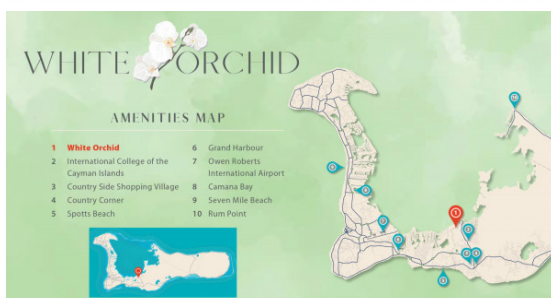 WHITE ORCHID
AMENITIES MAP
1 White Orchid
2 International College of the
Cayman Islands
3 Country Side Shopping Village
4 Country Corner
5 Spotts Beach
6 Grand Harbour
7 Owen Roberts
International Airport
8 Camana Bay
9 Seven Mile Beach
10 Rum Point
1